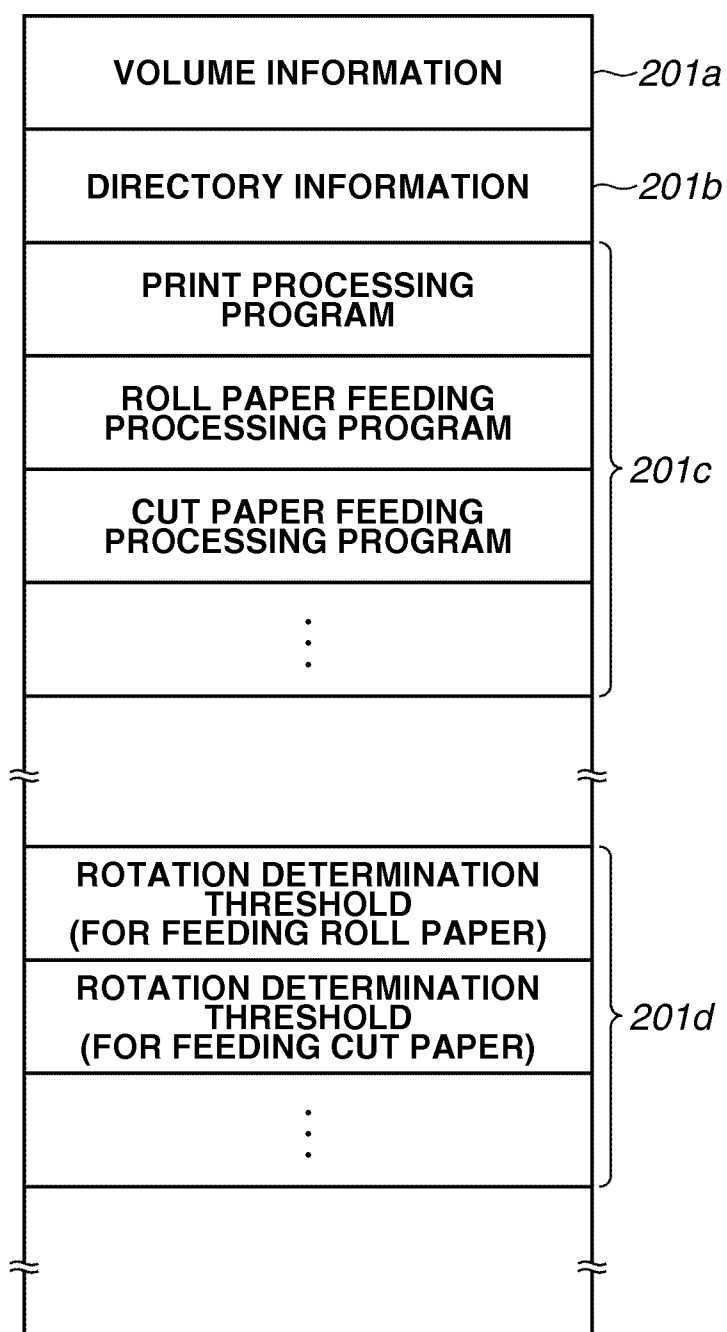 VOLUME INFORMATION
201a
DIRECTORY INFORMATION
201b
PRINT PROCESSING
PROGRAM
ROLL PAPER FEEDING
PROCESSING PROGRAM
201c
CUT PAPER FEEDING
PROCESSING PROGRAM
ROTATION DETERMINATION
THRESHOLD
(FOR FEEDING ROLL PAPER)
ROTATION DETERMINATION
THRESHOLD
(FOR FEEDING CUT PAPER)
201d